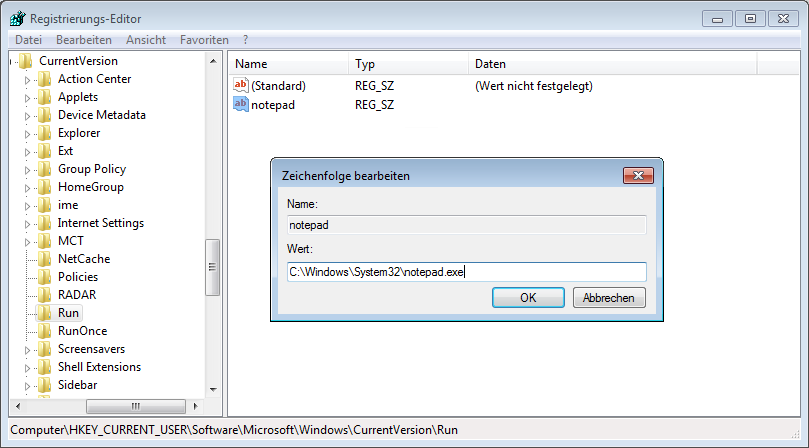 Registrierungs-Editor
Datei Bearbeiten Ansicht Favoriten ?
CurrentVersion
Action Center
Applets
Device Metadata
Explorer
Ext
Group Policy
HomeGroup
ime
Internet Settings
MCT
NetCache
Policies
RADAR
Run
RunOnce
Screensavers
Shell Extensions
Sidebar
Name Typ Daten
ab (Standard) REG_SZ (Wert nicht festgelegt)
ab notepad REG_SZ
Zeichenfolge bearbeiten
Name:
notepad
Wert:
C:\Windows\System32\notepad.exe
OK Abbrechen
Computer\HKEY_CURRENT_USER\Software\Microsoft\Windows\CurrentVersion\Run